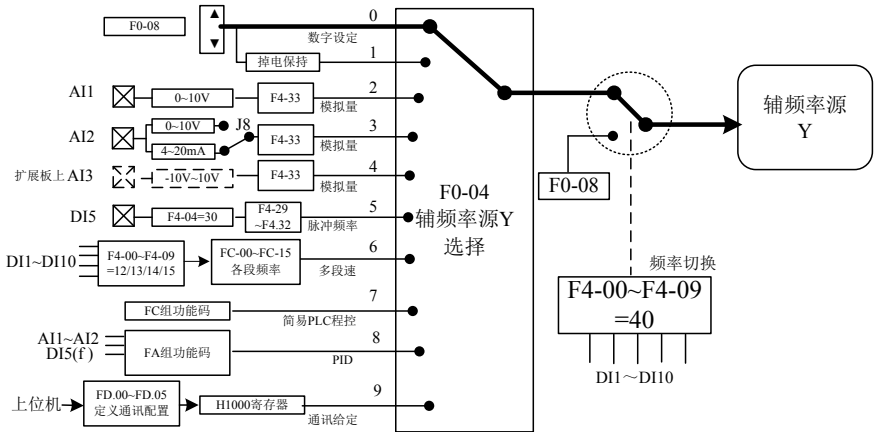 F0-08
▲
▼
0
数字设定
掉电保持
1
AI1
0~10V
F4-33
2
模拟量
AI2
0~10V
4~20mA
J8
F4-33
3
模拟量
扩展板上AI3
-10V~10V
F4-33
4
模拟量
DI5
F4-04=30
F4-29
~F4.32
5
脉冲频率
DI1~DI10
F4-00~F4-09
=12/13/14/15
FC-00~FC-15
各段频率
6
多段速
FC组功能码
7
简易PLC程控
AI1~AI2
DI5(f )
FA组功能码
8
PID
上位机
FD.00~FD.05
定义通讯配置
H1000寄存器
9
通讯给定
F0-04
辅频率源Y
选择
F0-08
辅频率源
Y
频率切换
F4-00~F4-09
=40
DI1～DI10